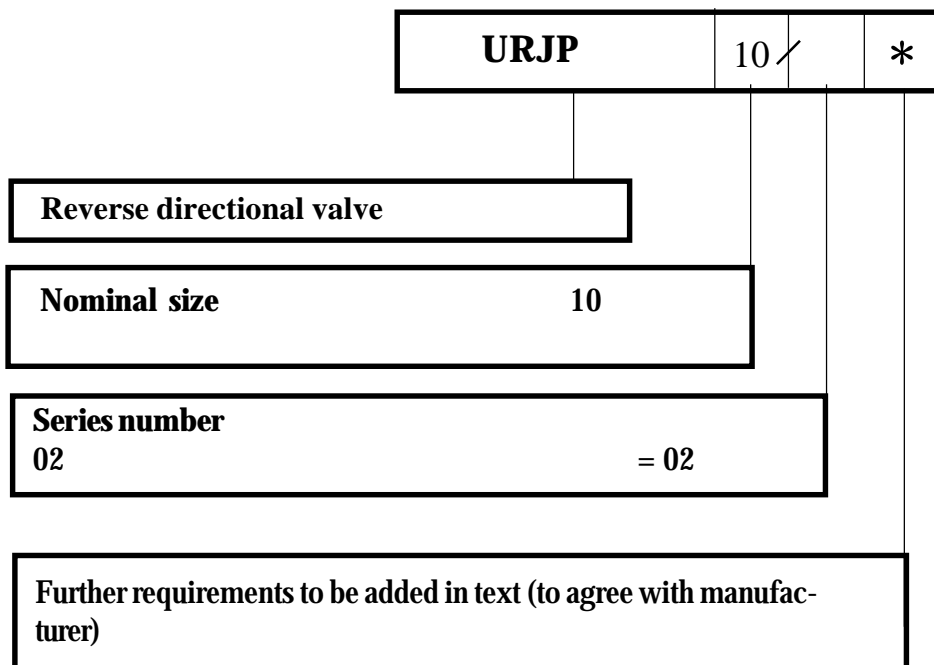 URJP 10 / *
Reverse directional valve
Nominal size 10
Series number
02 = 02
Further requirements to be added in text (to agree with manufac-
turer)